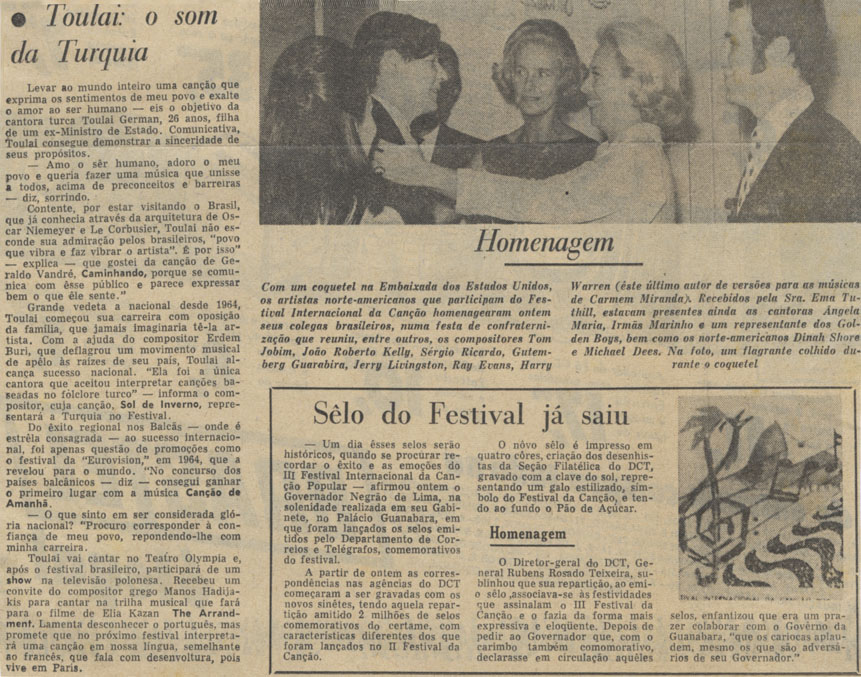 • Toulai: o som
da Turquia
Levar ao mundo inteiro uma canção que
exprima os sentimentos de meu povo e exalte
o amor ao ser humano — eis o objetivo da
cantora turca Toulai German, 26 anos, filha
de um ex-Ministro de Estado. Comunicativa,
Toulai consegue demonstrar a sinceridade de
seus propósitos.
— Amo o sêr humano, adoro o meu
povo e queria fazer uma música que unisse
a todos, acima de preconceitos e barreiras
— diz, sorrindo.
Contente, por estar visitando o Brasil,
que já conhecia através da arquitetura de Os-
car Niemeyer e Le Corbusier, Toulai não es-
conde sua admiração pelos brasileiros, "povo
que vibra e faz vibrar o artista". É por isso"
— explica — que gostei da canção de Ge-
raldo Vandré, Caminhando, porque se comu-
nica com êsse público e parece expressar
bem o que êle sente."
Grande vedeta a nacional desde 1964,
Toulai começou sua carreira com oposição
da família, que jamais imaginaria tê-la ar-
tista. Com a ajuda do compositor Erdem
Buri, que deflagrou um movimento musical
de apêlo às raízes de seu país, Toulai al-
cança sucesso nacional. "Ela foi a única
cantora que aceitou interpretar canções ba-
seadas no fólclore turco" — informa o com-
positor, cuja canção, Sol de Inverno, repre-
sentará a Turquia no Festival.
Do êxito regional nos Balcãs — onde é
estrêla consagrada — ao sucesso internacio-
nal, foi apenas questão de promoções como
o festival da "Eurovision," em 1964, que a
revelou para o mundo. "No concurso dos
países balcânicos — diz — consegui ganhar
o primeiro lugar com a música Canção de
Amanhã.
— O que sinto em ser considerada gló-
ria nacional? "Procuro corresponder à con-
fiança de meu povo, repondendo-lhe com
minha carreira.
Toulai vai cantar no Teatro Olympia e,
após o festival brasileiro, participará de um
show na televisão polonesa. Recebeu um
convite do compositor grego Manos Hadjija-
kis para cantar na trilha musical que fará
para o filme de Elia Kazan The Arrand-
ment. Lamenta desconhecer o português, mas
promete que no próximo festival interpreta-
rá uma canção em nossa língua, semelhante
ao francês, que fala com desenvoltura, pois
vive em Paris.
Homenagem
Com um coquetel na Embaixada dos Estados Unidos,
os artistas norte-americanos que participam do Fes-
tival Internacional da Canção homenagearam ontem
seus colegas brasileiros, numa festa de confraterni-
zação que reuniu, entre outros, os compositores Tom
Jobim, João Roberto Kelly, Sérgio Ricardo, Gutem-
berg Guarabira, Jerry Livingston, Ray Evans, Harry
Warren (êste último autor de versões para as músicas
de Carmem Miranda). Recebidos pela Sra. Ema Tu-
thill, estavam presentes ainda as cantoras Ângela
Maria, Irmãs Marinho e um representante dos Gol-
den Boys, bem como os norte-americanos Dinah Shore
e Michael Dees. Na foto, um flagrante colhido du-
rante o coquetel
Sêlo do Festival já saiu
— Um dia êsses selos serão
históricos, quando se procurar re-
cordar o êxito e as emoções do
III Festival Internacional da Can-
ção Popular — afirmou ontem o
Governador Negrão de Lima, na
solenidade realizada em seu Gabi-
nete, no Palácio Guanabara, em
que foram lançados os selos emi-
tidos pelo Departamento de Cor-
reios e Telégrafos, comemorativos
do festival.
A partir de ontem as corres-
pondências nas agências do DCT
começaram a ser gravadas com os
novos sinêtes, tendo aquela repar-
tição amitido 2 milhões de selos
comemorativos do certame, com
características diferentes dos que
foram lançados no II Festival da
Canção.
O nôvo sêlo é impresso em
quatro côres, criação dos desenhis-
tas da Seção Filatélica do DCT,
gravado com a clave do sol, repre-
sentando um galo estilizado, sím-
bolo do Festival da Canção, e ten-
do ao fundo o Pão de Açúcar.
Homenagem
O Diretor-geral do DCT, Ge-
neral Rubens Rosado Teixeira, su-
blinhou que sua repartição, ao emi-
tir o sêlo ,associava-se às festividades
que assinalam o III Festival da
Canção e o fazia da forma mais
expressiva e eloqüente. Depois de
pedir ao Governador que, com o
carimbo também comomorativo,
declarasse em circulação aquêles
selos, enfantizou que era um pra-
zer colaborar com o Govêrno da
Guanabara, "que os cariocas aplau-
dem, mesmo os que são adversá-
rios de seu Governador."